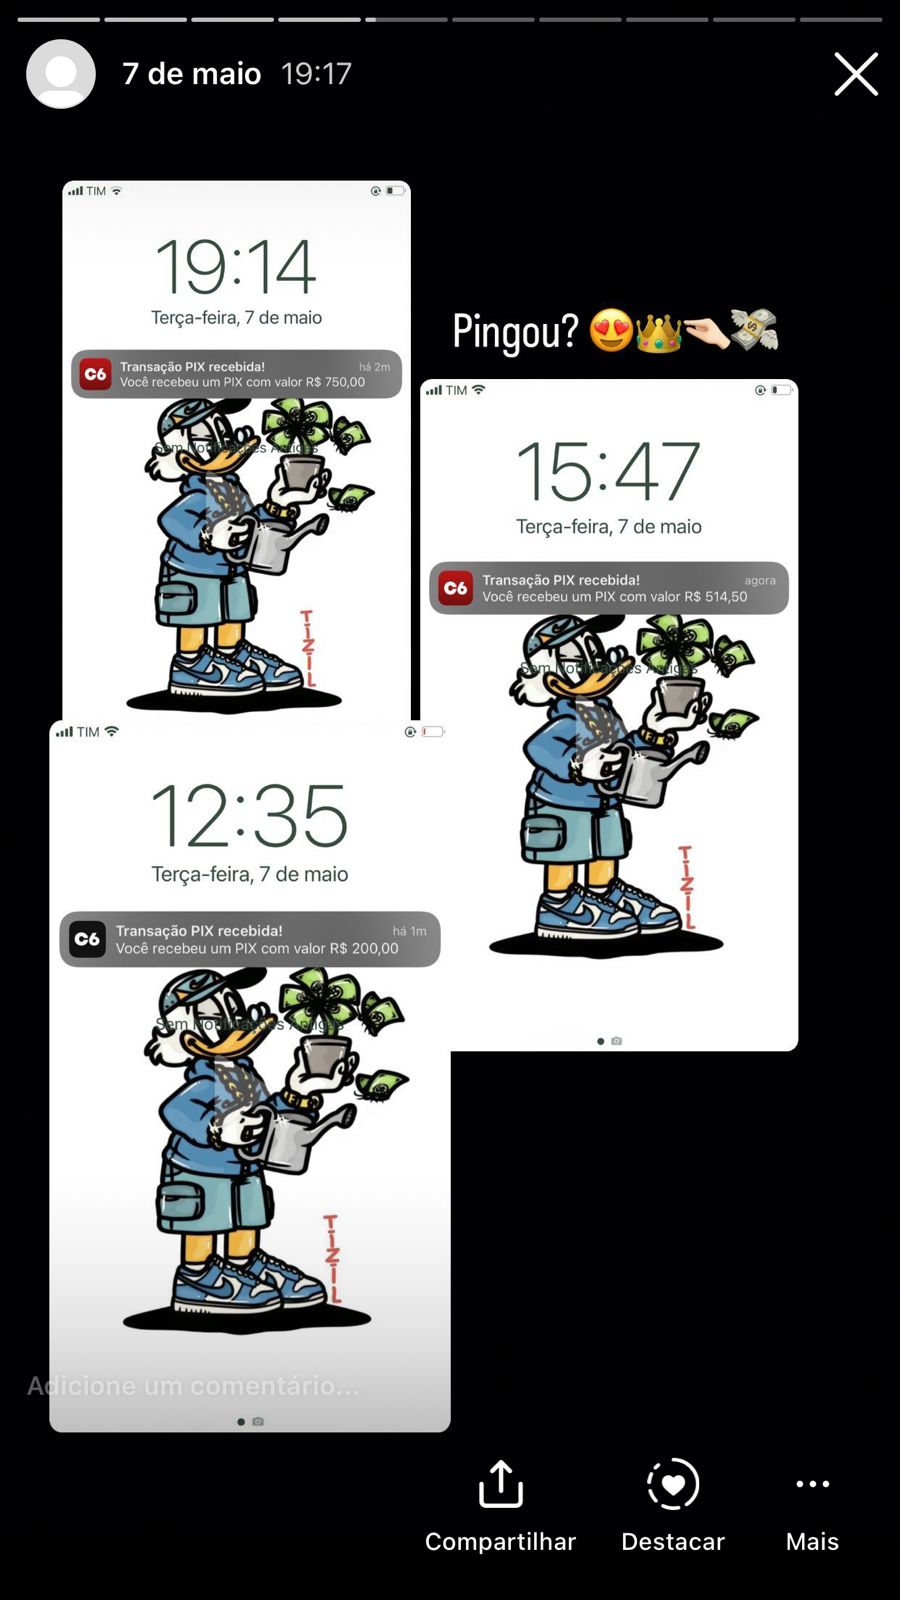 7 de maio 19:17
TIM
19:14
Terça-feira, 7 de maio
C6
Transação PIX recebida!
há 2m
Você recebeu um PIX com valor R$ 750,00
Sem Notificações Antigas
TIZIL
Pingou? 😍👑🫳🏻💸
TIM
15:47
Terça-feira, 7 de maio
C6
Transação PIX recebida!
agora
Você recebeu um PIX com valor R$ 514,50
Sem Notificações Antigas
TIZIL
TIM
12:35
Terça-feira, 7 de maio
C6
Transação PIX recebida!
há 1m
Você recebeu um PIX com valor R$ 200,00
Sem Notificações Antigas
TIZIL
Adicione um comentário...
Compartilhar
Destacar
Mais